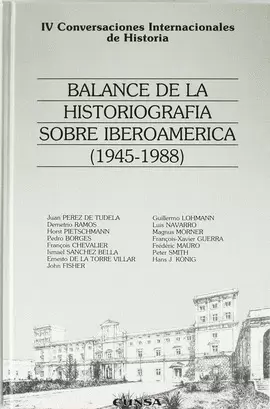 IV Conversaciones Internacionales
de Historia
BALANCE DE LA
HISTORIOGRAFIA
SOBRE IBEROAMERICA
(1945-1988)
Juan PEREZ DE TUDELA
Demetrio RAMOS
Horst PIETSCHMANN
Pedro BORGES
François CHEVALIER
Ismael SANCHEZ BELLA
Ernesto DE LA TORRE VILLAR
John FISHER
Guillermo LOHMANN
Luis NAVARRO
Magnus MÖRNER
François-Xavier GUERRA
Frédéric MAURO
Peter SMITH
Hans J. KÖNIG
EUNSA